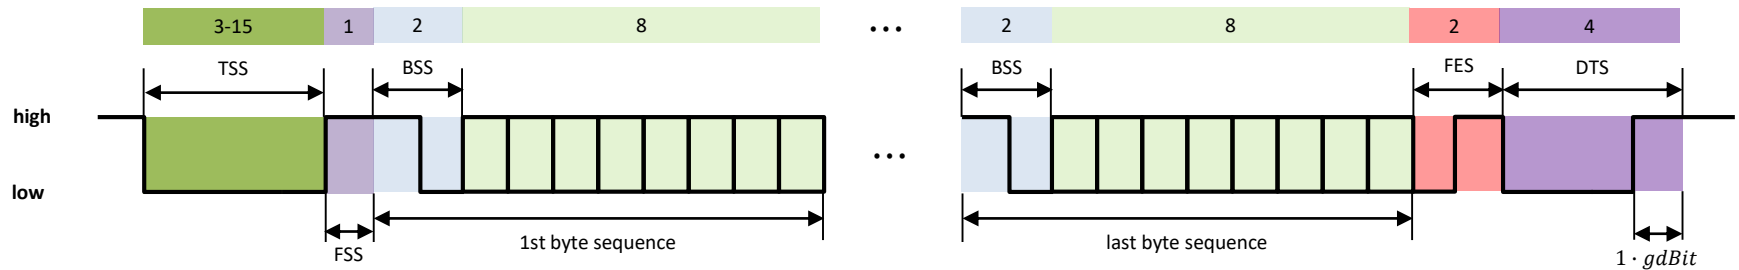 3-15 1 2 8 ... 2 8 2 4
TSS BSS BSS FES DTS
high
...
low
1st byte sequence last byte sequence
FSS 1 · gdBit